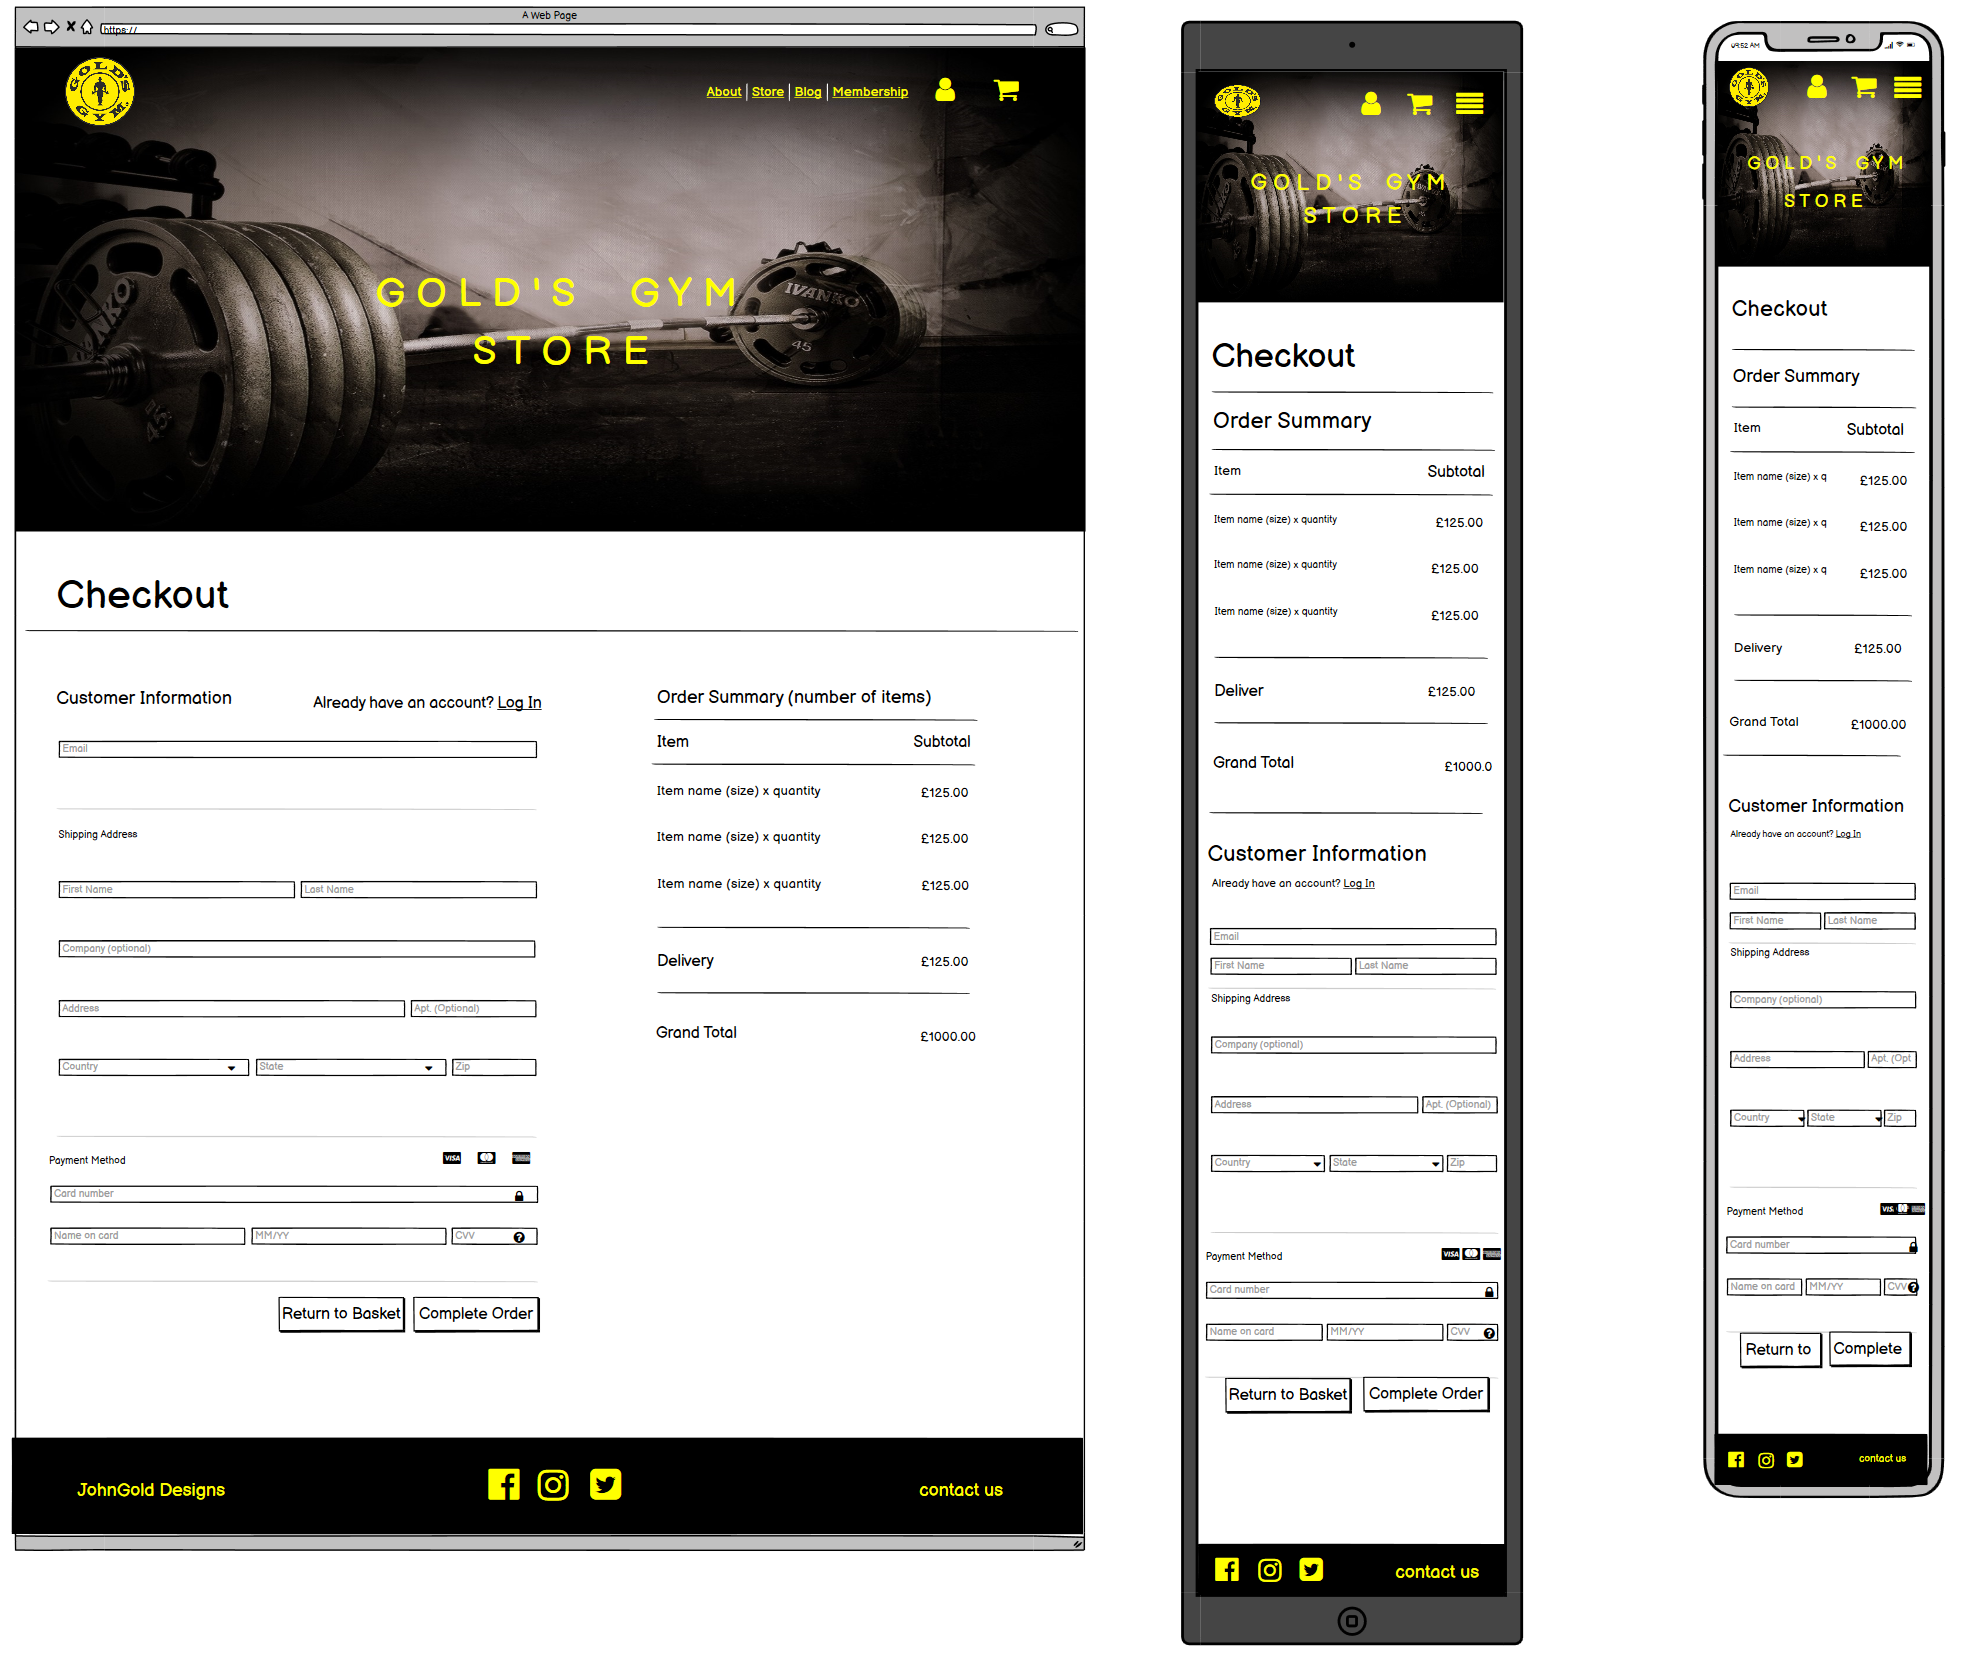 A Web Page
https://
GOLD'S GYM.
About | Store | Blog | Membership
IVANKO
45
GOLD'S GYM
STORE
Checkout
Customer Information
Already have an account? Log In
Email
Shipping Address
First Name Last Name
Company (optional)
Address Apt. (Optional)
Country State Zip
Payment Method VISA
Card number
Name on card MM/YY CVV
Return to Basket Complete Order
Order Summary (number of items)
Item Subtotal
Item name (size) x quantity £125.00
Item name (size) x quantity £125.00
Item name (size) x quantity £125.00
Delivery £125.00
Grand Total £1000.00
JohnGold Designs
contact us
GOLD'S GYM
STORE
Checkout
Order Summary
Item Subtotal
Item name (size) x quantity £125.00
Item name (size) x quantity £125.00
Item name (size) x quantity £125.00
Deliver £125.00
Grand Total £1000.0
Customer Information
Already have an account? Log In
Email
First Name Last Name
Shipping Address
Company (optional)
Address Apt. (Optional)
Country State Zip
Payment Method VISA
Card number
Name on card MM/YY CVV
Return to Basket Complete Order
contact us
09:52 AM
GOLD'S GYM
STORE
Checkout
Order Summary
Item Subtotal
Item name (size) x q £125.00
Item name (size) x q £125.00
Item name (size) x q £125.00
Delivery £125.00
Grand Total £1000.00
Customer Information
Already have an account? Log In
Email
First Name Last Name
Shipping Address
Company (optional)
Address Apt. (Opt
Country State Zip
Payment Method
Card number
Name on card MM/YY CVV
Return to Complete
contact us